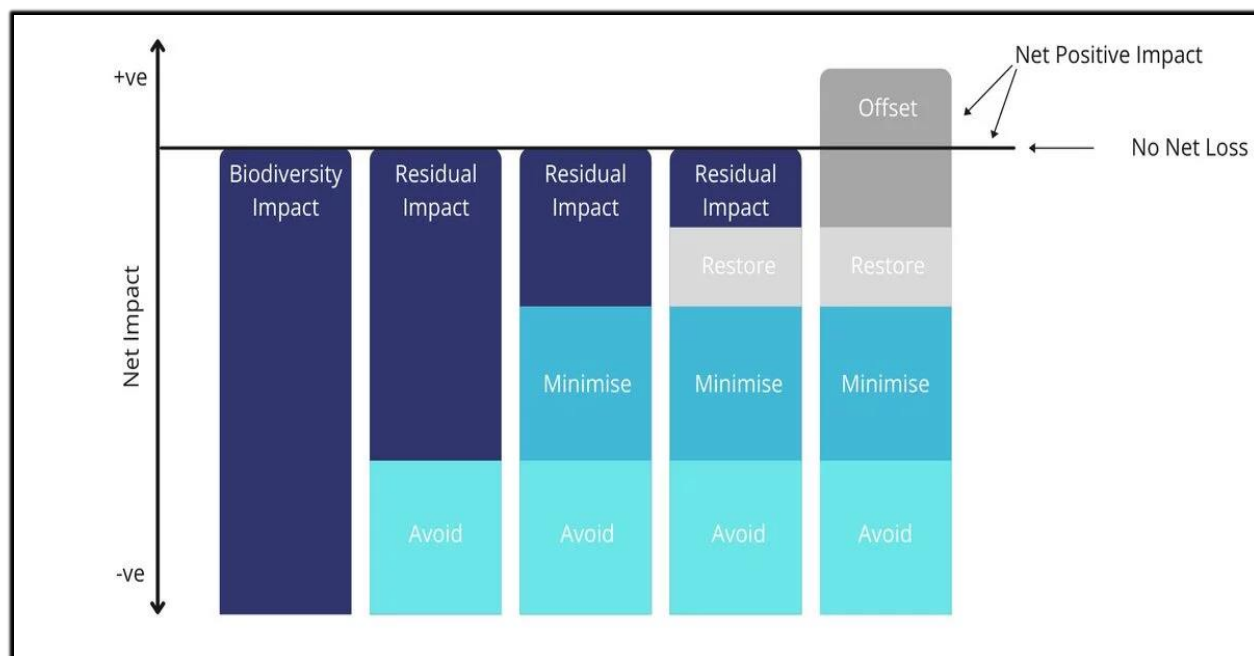 +ve
Net Positive Impact
Offset
No Net Loss
Biodiversity
Impact
Residual
Impact
Residual
Impact
Residual
Impact
Restore
Restore
Net Impact
Minimise
Minimise
Minimise
Avoid
Avoid
Avoid
Avoid
-ve